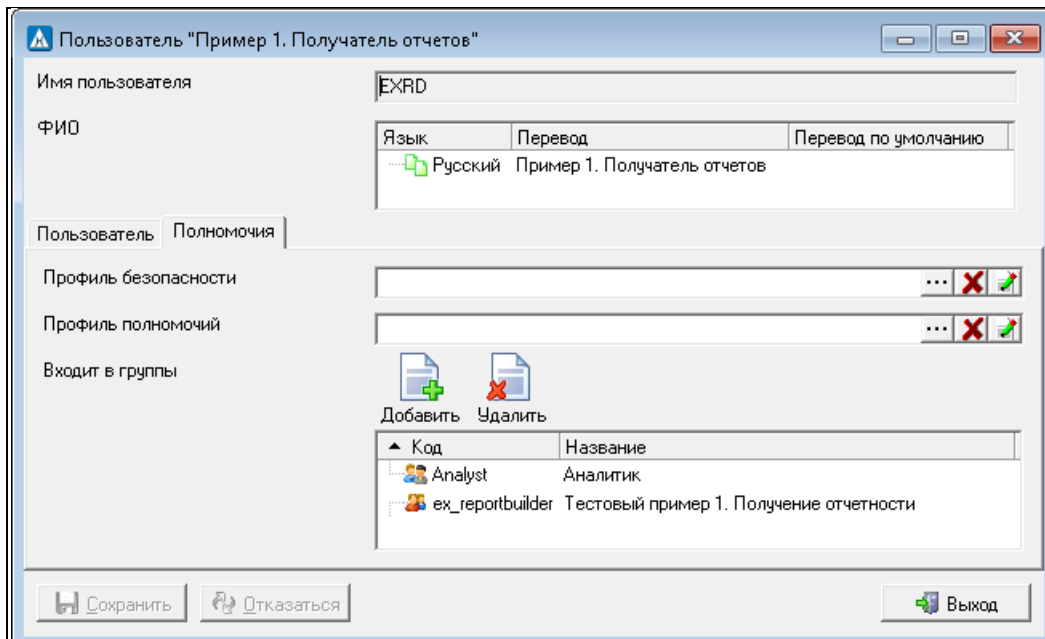 Пользователь "Пример 1. Получатель отчетов"
Имя пользователя EXRD
ФИО
Язык Перевод Перевод по умолчанию
Русский Пример 1. Получатель отчетов
Пользователь Полномочия
Профиль безопасности ...
Профиль полномочий ...
Входит в группы
Добавить Удалить
Код Название
Analyst Аналитик
ex_reportbuilder Тестовый пример 1. Получение отчетности
Сохранить Отказаться Выход